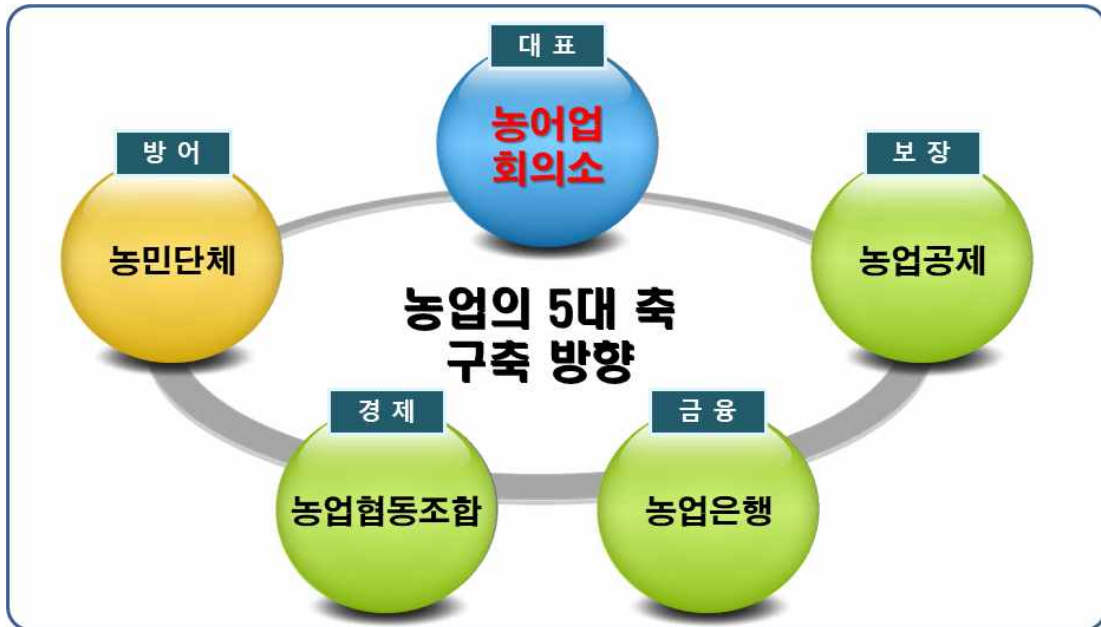 대 표
농어업
회의소
방 어
농민단체
보 장
농업공제
농업의 5대 축
구축 방향
경 제
농업협동조합
금 융
농업은행